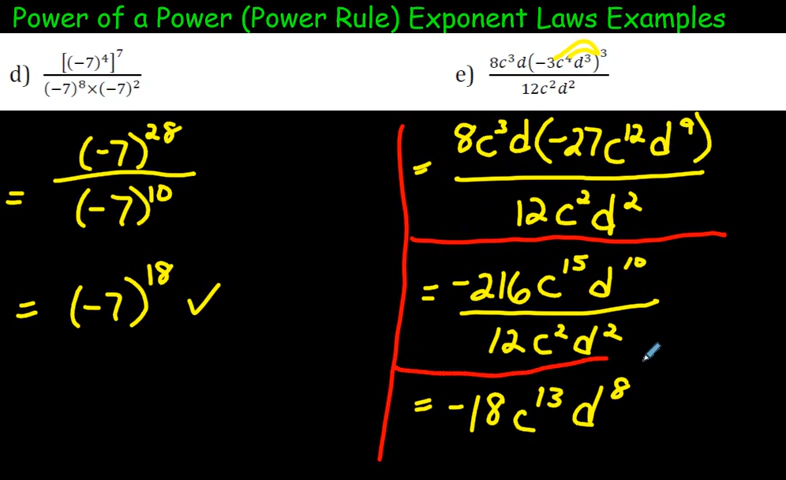 Power of a Power (Power Rule) Exponent Laws Examples
d) [(−7)⁴]⁷ / (−7)⁸×(−7)²
= (-7)²⁸ / (-7)¹⁰
= (-7)¹⁸ ✓
e) 8c³d(−3c⁴d³)³ / 12c²d²
= 8c³d(-27c¹²d⁹) / 12c²d²
= -216c¹⁵d¹⁰ / 12c²d²
= -18c¹³d⁸